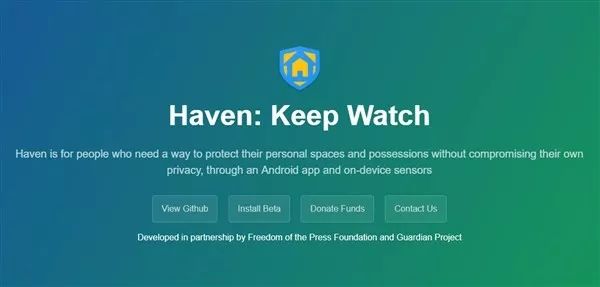 Haven: Keep Watch
Haven is for people who need a way to protect their personal spaces and possessions without compromising their own
privacy, through an Android app and on-device sensors
View Github
Install Beta
Donate Funds
Contact Us
Developed in partnership by Freedom of the Press Foundation and Guardian Project